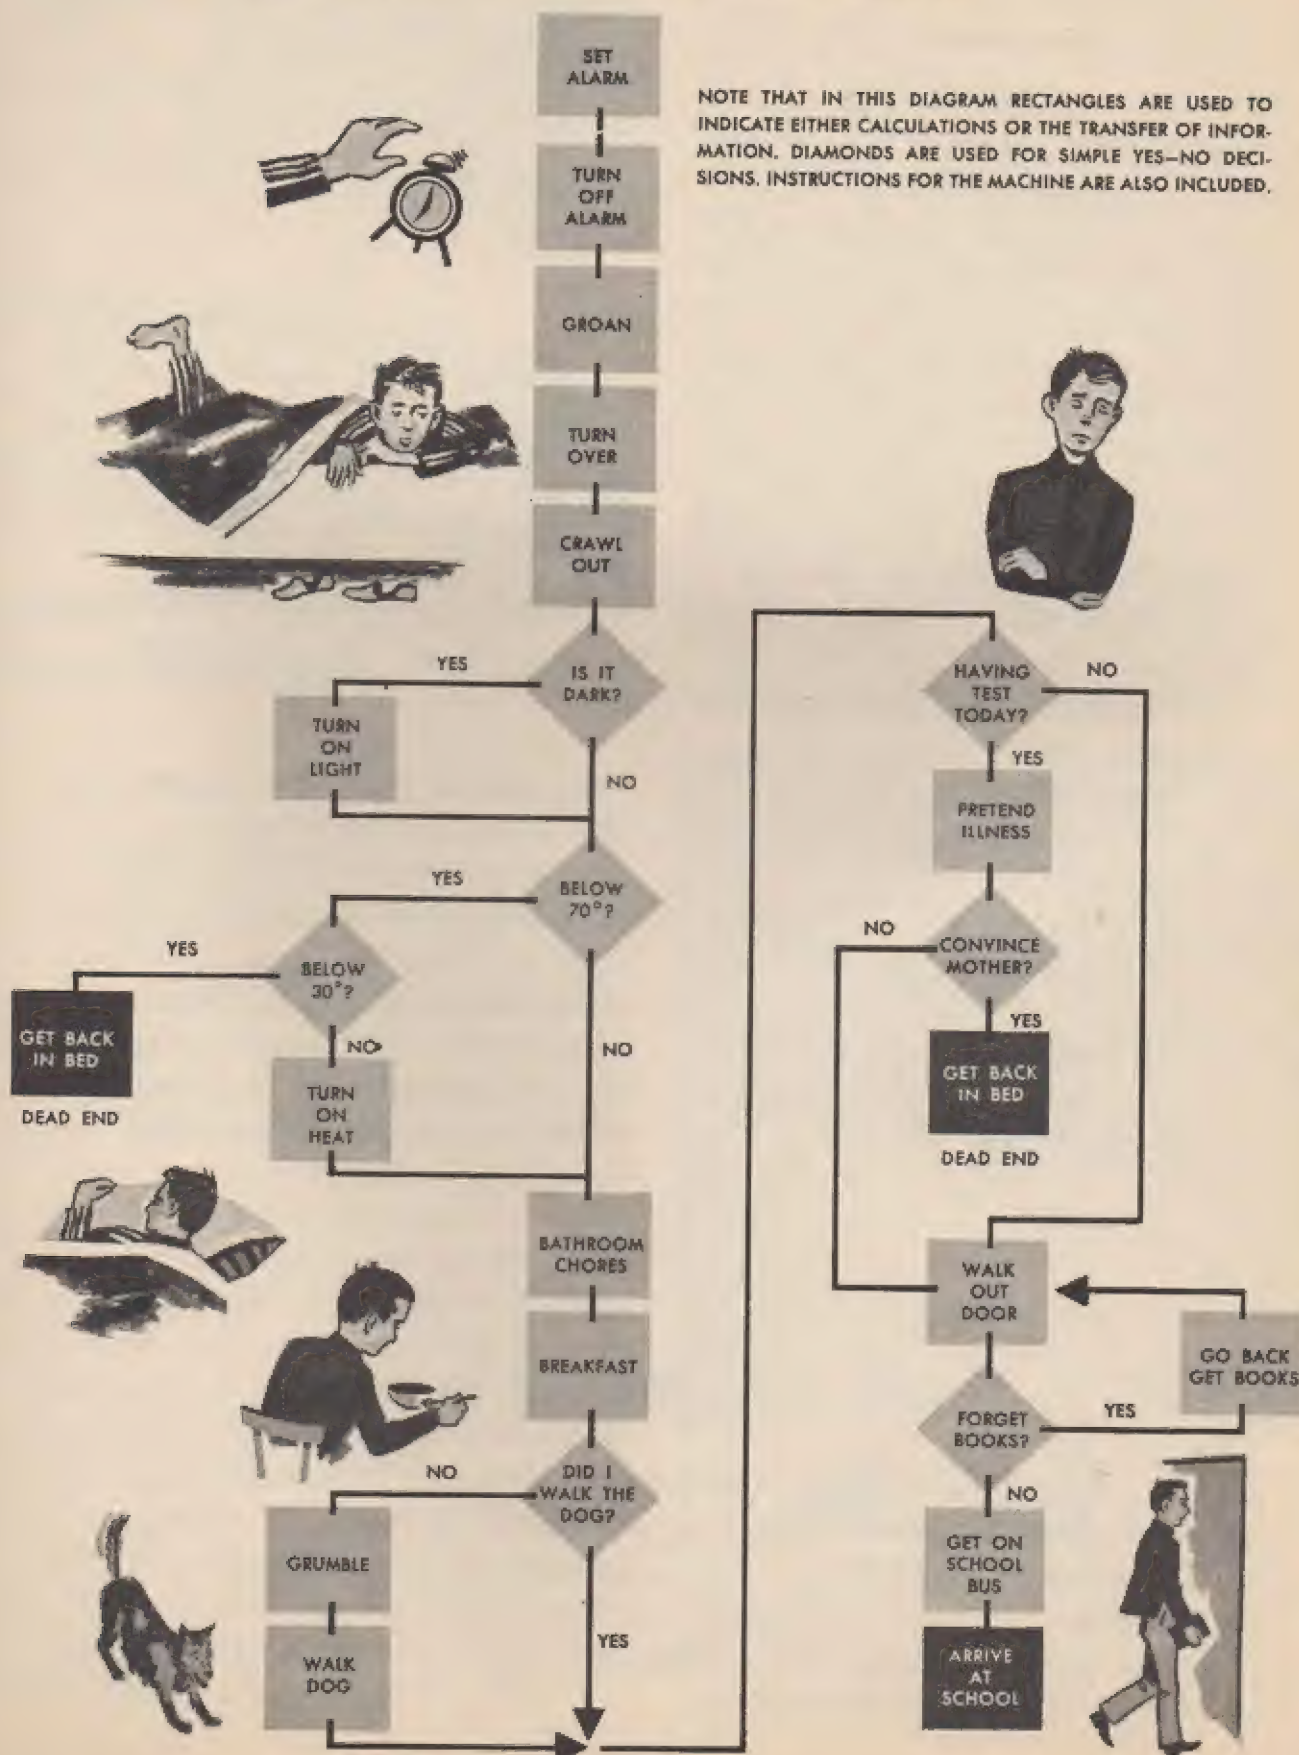 SET
ALARM
NOTE THAT IN THIS DIAGRAM RECTANGLES ARE USED TO
INDICATE EITHER CALCULATIONS OR THE TRANSFER OF INFOR-
MATION. DIAMONDS ARE USED FOR SIMPLE YES—NO DECI-
SIONS. INSTRUCTIONS FOR THE MACHINE ARE ALSO INCLUDED.
TURN
OFF
ALARM
GROAN
TURN
OVER
CRAWL
OUT
IS IT
DARK?
YES
TURN
ON
LIGHT
NO
BELOW
70°?
YES
BELOW
30°?
YES
GET BACK
IN BED
DEAD END
NO
TURN
ON
HEAT
NO
BATHROOM
CHORES
BREAKFAST
DID I
WALK THE
DOG?
NO
GRUMBLE
WALK
DOG
YES
HAVING
TEST
TODAY?
NO
YES
PRETEND
ILLNESS
CONVINCE
MOTHER?
NO
YES
GET BACK
IN BED
DEAD END
WALK
OUT
DOOR
FORGET
BOOKS?
YES
GO BACK
GET BOOKS
NO
GET ON
SCHOOL
BUS
ARRIVE
AT
SCHOOL